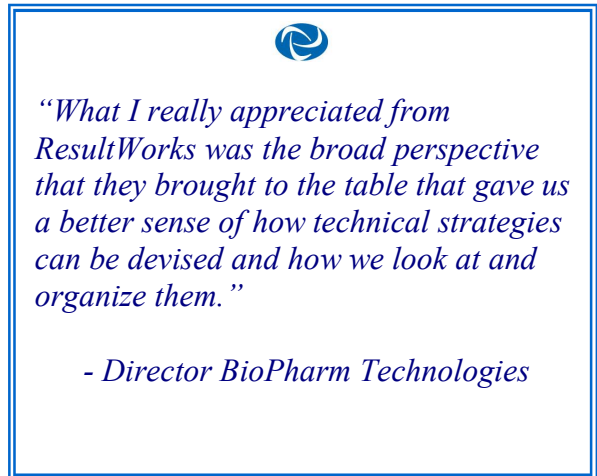 “What I really appreciated from
ResultWorks was the broad perspective
that they brought to the table that gave us
a better sense of how technical strategies
can be devised and how we look at and
organize them.”
- Director BioPharm Technologies